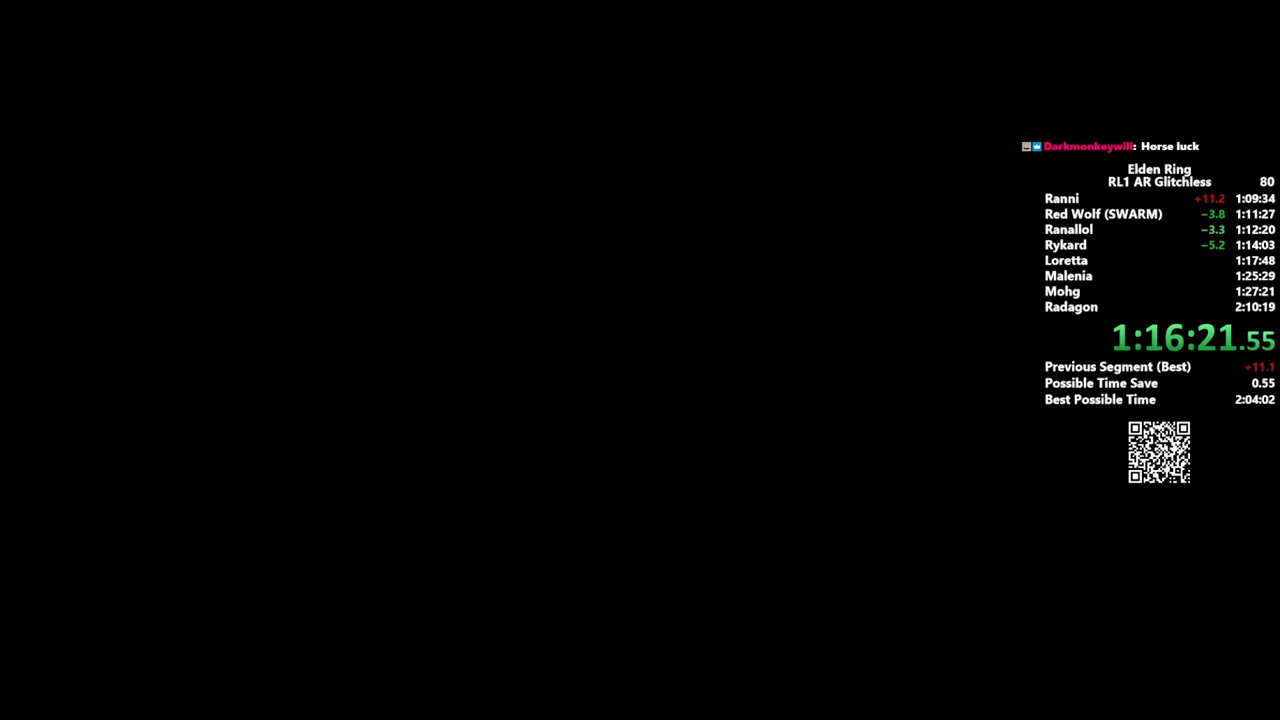 Darkmonkeywill: Horse luck
Elden Ring
RL1 AR Glitchless 80
Ranni +11.2 1:09:34
Red Wolf (SWARM) −3.8 1:11:27
Ranallol −3.3 1:12:20
Rykard −5.2 1:14:03
Loretta 1:17:48
Malenia 1:25:29
Mohg 1:27:21
Radagon 2:10:19
1:16:21.55
Previous Segment (Best) +11.1
Possible Time Save 0.55
Best Possible Time 2:04:02